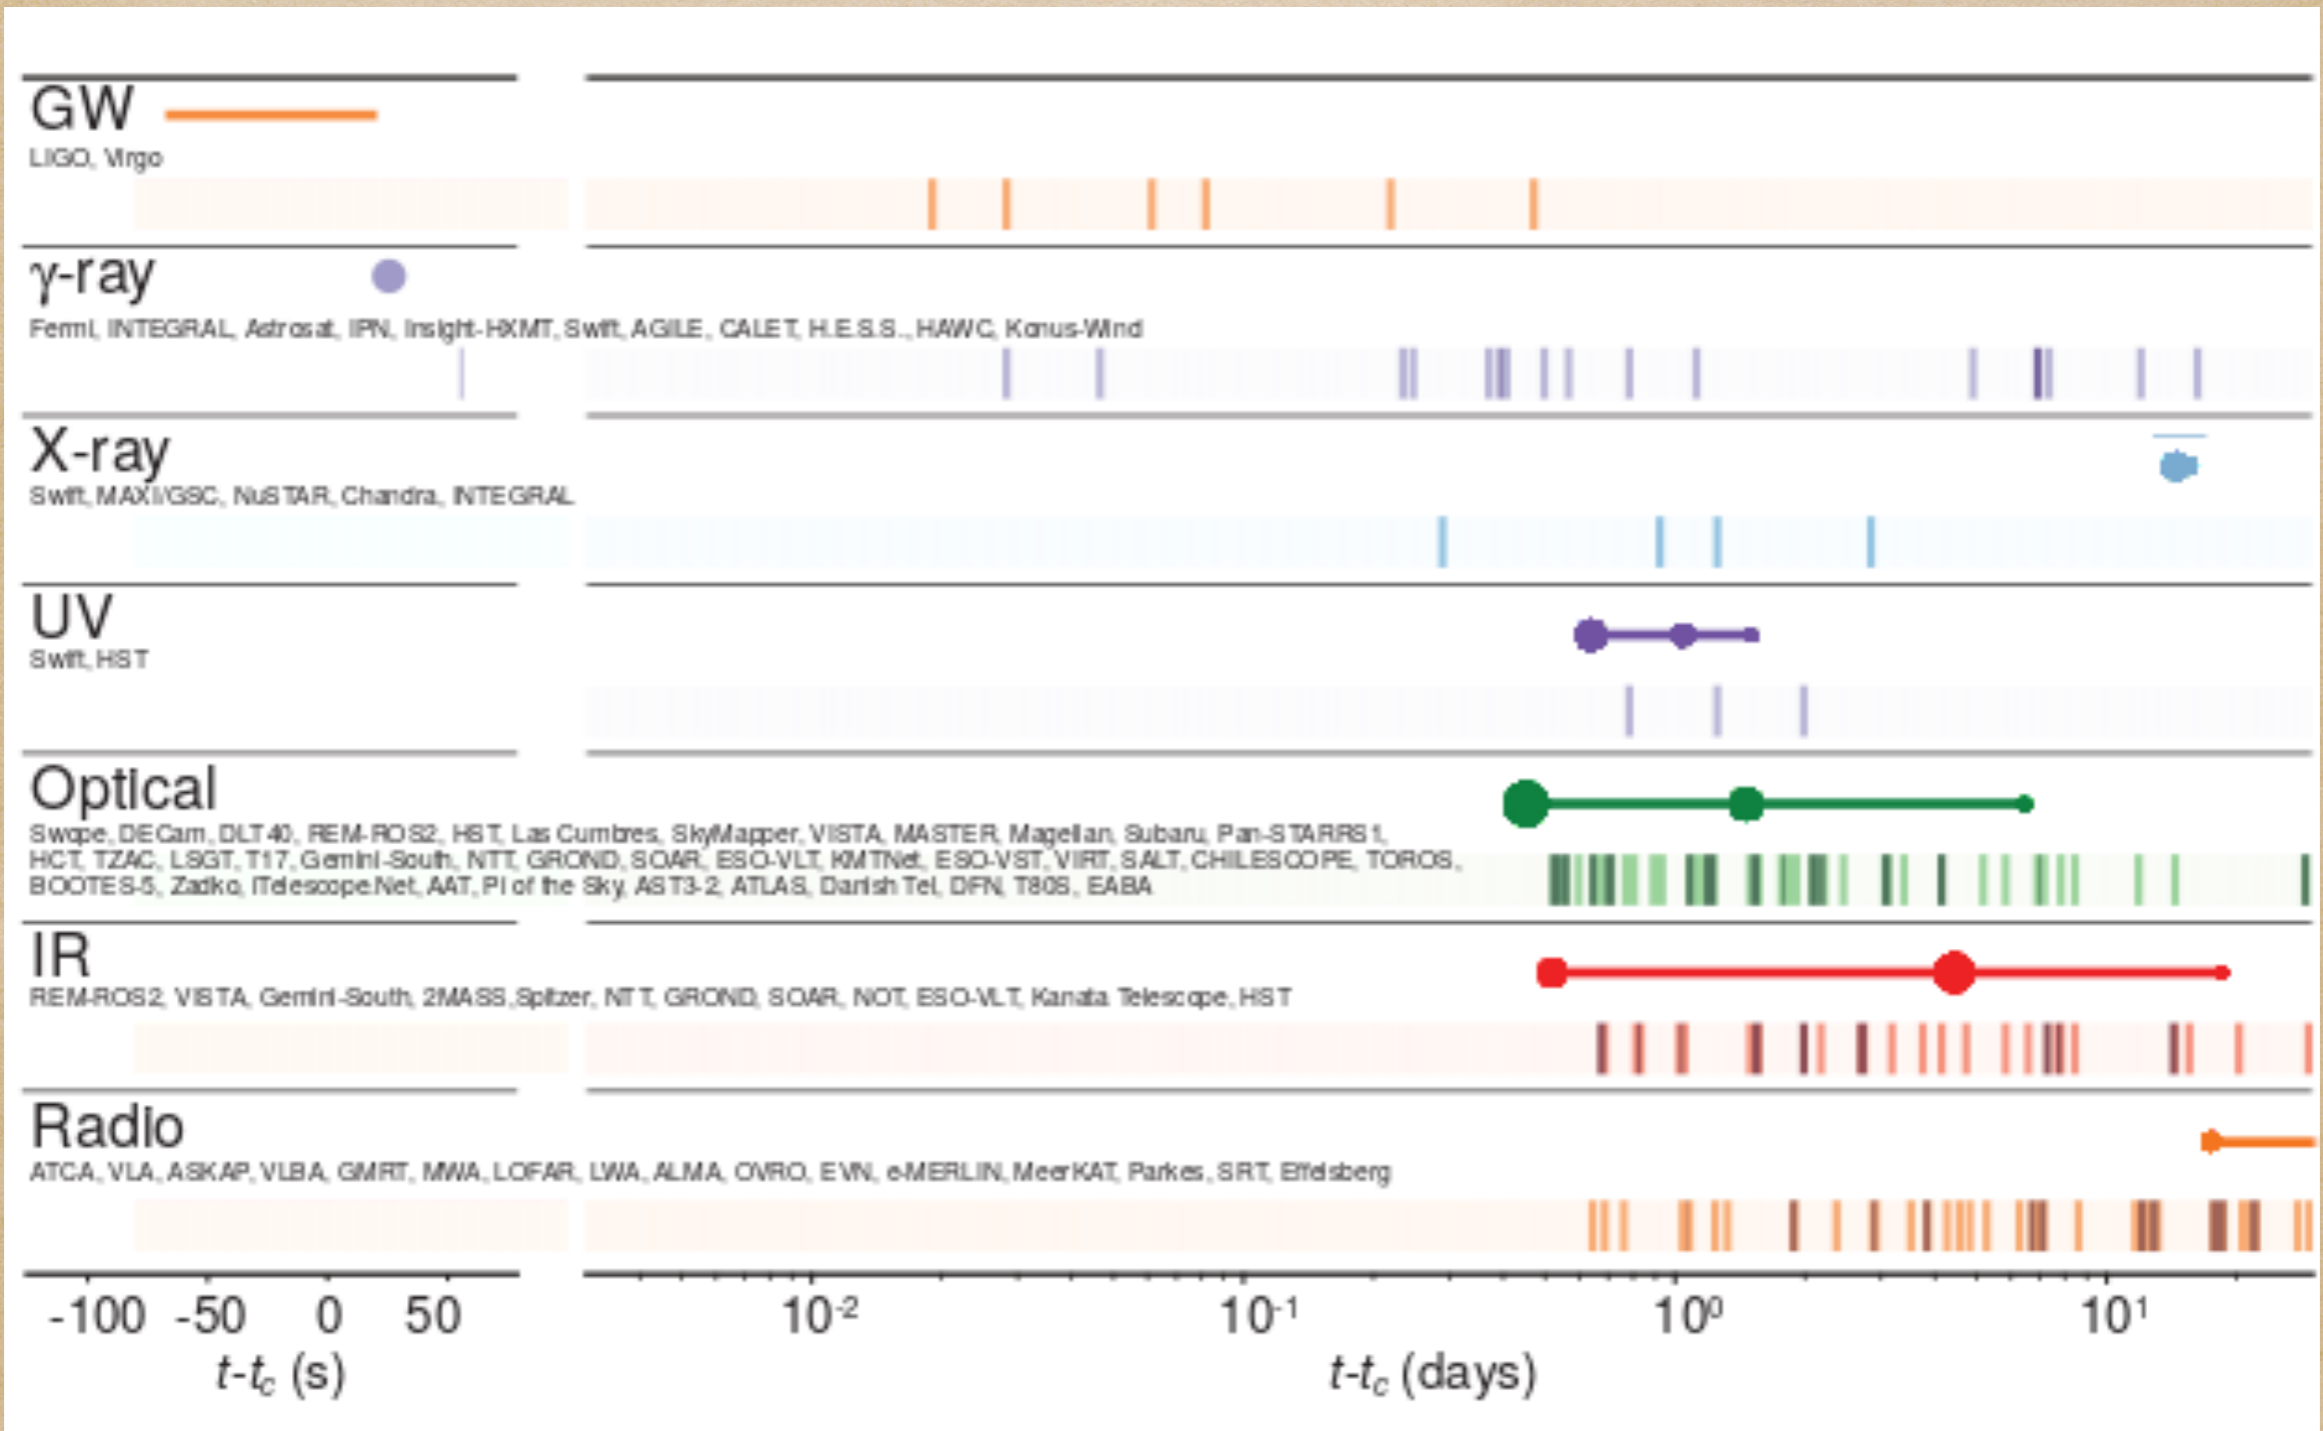 GW
LIGO, Virgo
γ-ray
Fermi, INTEGRAL, Astrosat, IPN, Insight-HXMT, Swift, AGILE, CALET, H.E.S.S., HAWC, Konus-Wind
X-ray
Swift, MAXI/GSC, NuSTAR, Chandra, INTEGRAL
UV
Swift, HST
Optical
Swope, DECam, DLT40, REM-ROS2, HST, Las Cumbres, SkyMapper, VISTA, MASTER, Magellan, Subaru, Pan-STARRS1,
HCT, TZAC, LSGT, T17, Gemini-South, NTT, GROND, SOAR, ESO-VLT, KMTNet, ESO-VST, VIRT, SALT, CHILESCOPE, TOROS,
BOOTES-5, Zadko, iTelescope.Net, AAT, Pi of the Sky, AST3-2, ATLAS, Danish Tel, DFN, T80S, EABA
IR
REM-ROS2, VISTA, Gemini-South, 2MASS,Spitzer, NTT, GROND, SOAR, NOT, ESO-VLT, Kanata Telescope, HST
Radio
ATCA, VLA, ASKAP, VLBA, GMRT, MWA, LOFAR, LWA, ALMA, OVRO, EVN, e-MERLIN, MeerKAT, Parkes, SRT, Effelsberg
-100 -50 0 50 10⁻² 10⁻¹ 10⁰ 10¹
t-tc (s) t-tc (days)